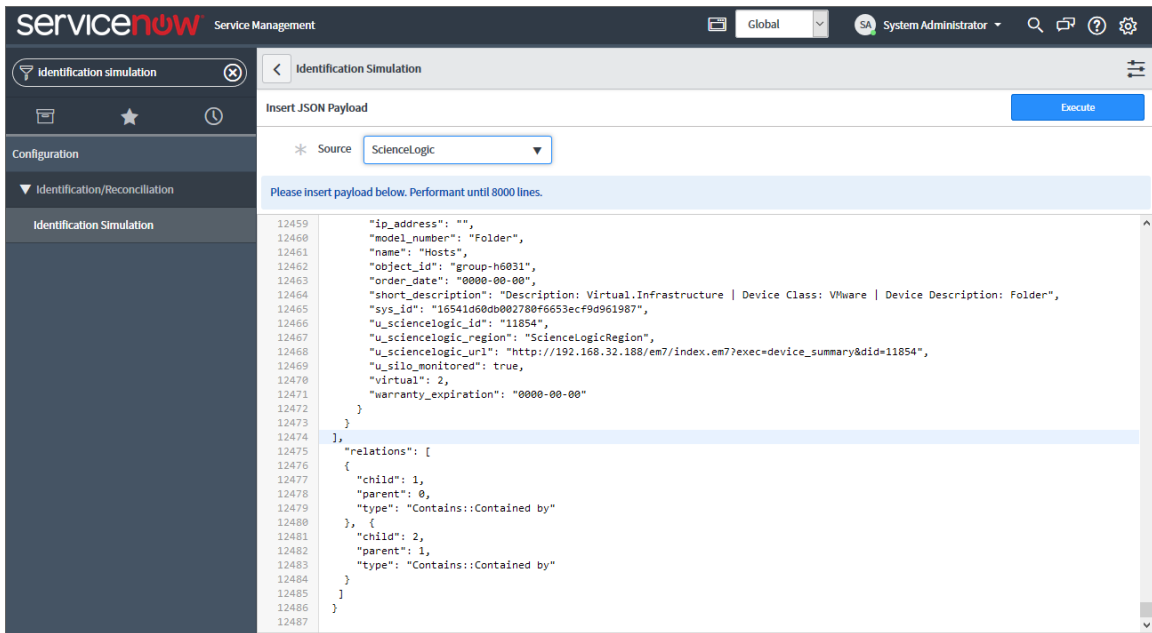 servicenow Service Management Global SA System Administrator
identification simulation
Identification Simulation
Insert JSON Payload Execute
Configuration
Source ScienceLogic
Identification/Reconciliation
Please insert payload below. Performant until 8000 lines.
Identification Simulation
12459 "ip_address": "",
12460 "model_number": "Folder",
12461 "name": "Hosts",
12462 "object_id": "group-h6031",
12463 "order_date": "0000-00-00",
12464 "short_description": "Description: Virtual.Infrastructure | Device Class: VMware | Device Description: Folder",
12465 "sys_id": "16541d60db002780f6653ecf9d961987",
12466 "u_sciencelogic_id": "11854",
12467 "u_sciencelogic_region": "ScienceLogicRegion",
12468 "u_sciencelogic_url": "http://192.168.32.188/em7/index.em7?exec=device_summary&did=11854",
12469 "u_silo_monitored": true,
12470 "virtual": 2,
12471 "warranty_expiration": "0000-00-00"
12472 }
12473 }
12474 ],
12475 "relations": [
12476 {
12477 "child": 1,
12478 "parent": 0,
12479 "type": "Contains::Contained by"
12480 }, {
12481 "child": 2,
12482 "parent": 1,
12483 "type": "Contains::Contained by"
12484 }
12485 ]
12486 }
12487